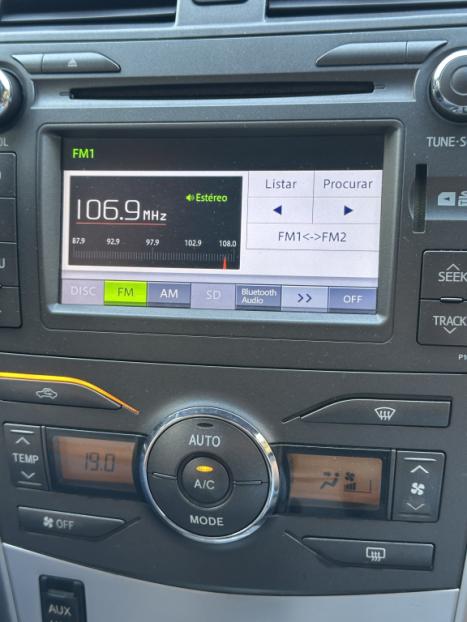 FM1
Listar Procurar
TUNE-S
Estéreo
106.9 MHz
FM1<->FM2
87.9 92.9 97.9 102.9 108.0
SEEK
DISC FM AM SD Bluetooth Audio >> OFF
TRACK
AUTO
TEMP
19.0
A/C
MODE
OFF
AUX